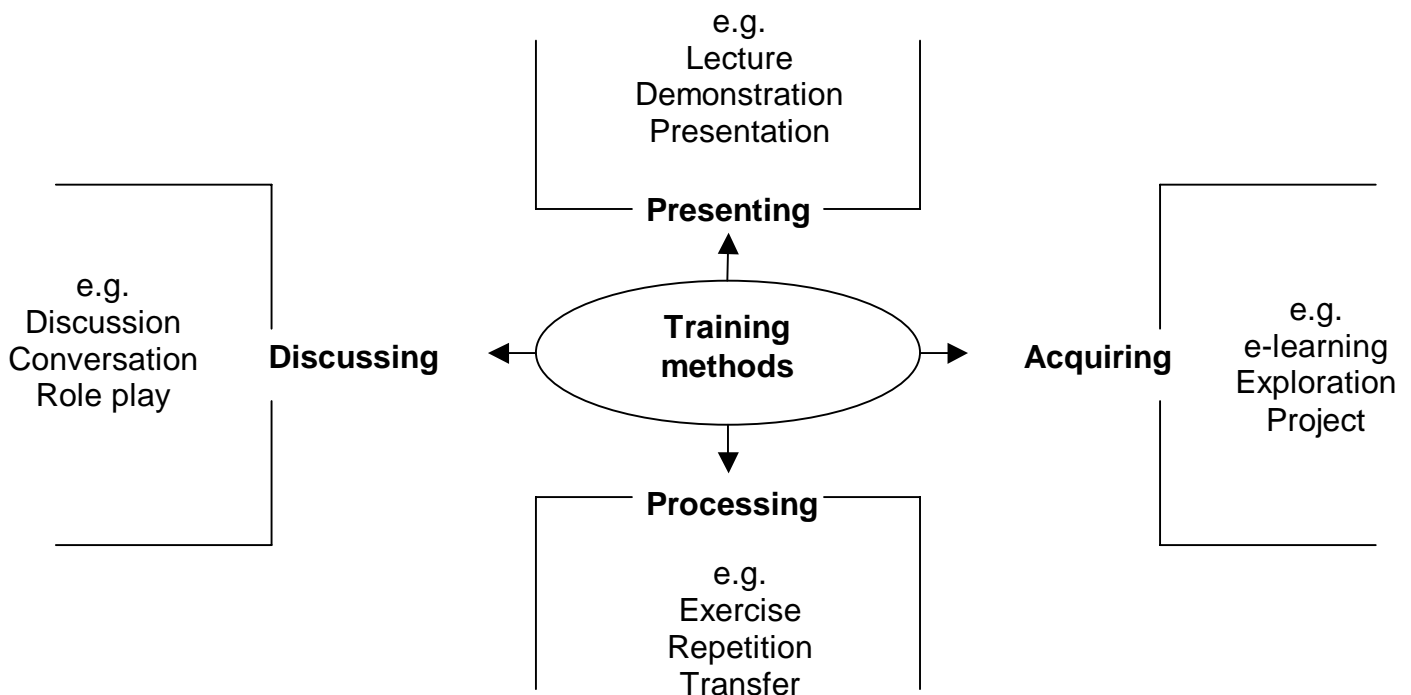 e.g.
Lecture
Demonstration
Presentation
Presenting
e.g.
Discussion
Conversation
Role play
Discussing
Training
methods
Acquiring
e.g.
e-learning
Exploration
Project
Processing
e.g.
Exercise
Repetition
Transfer